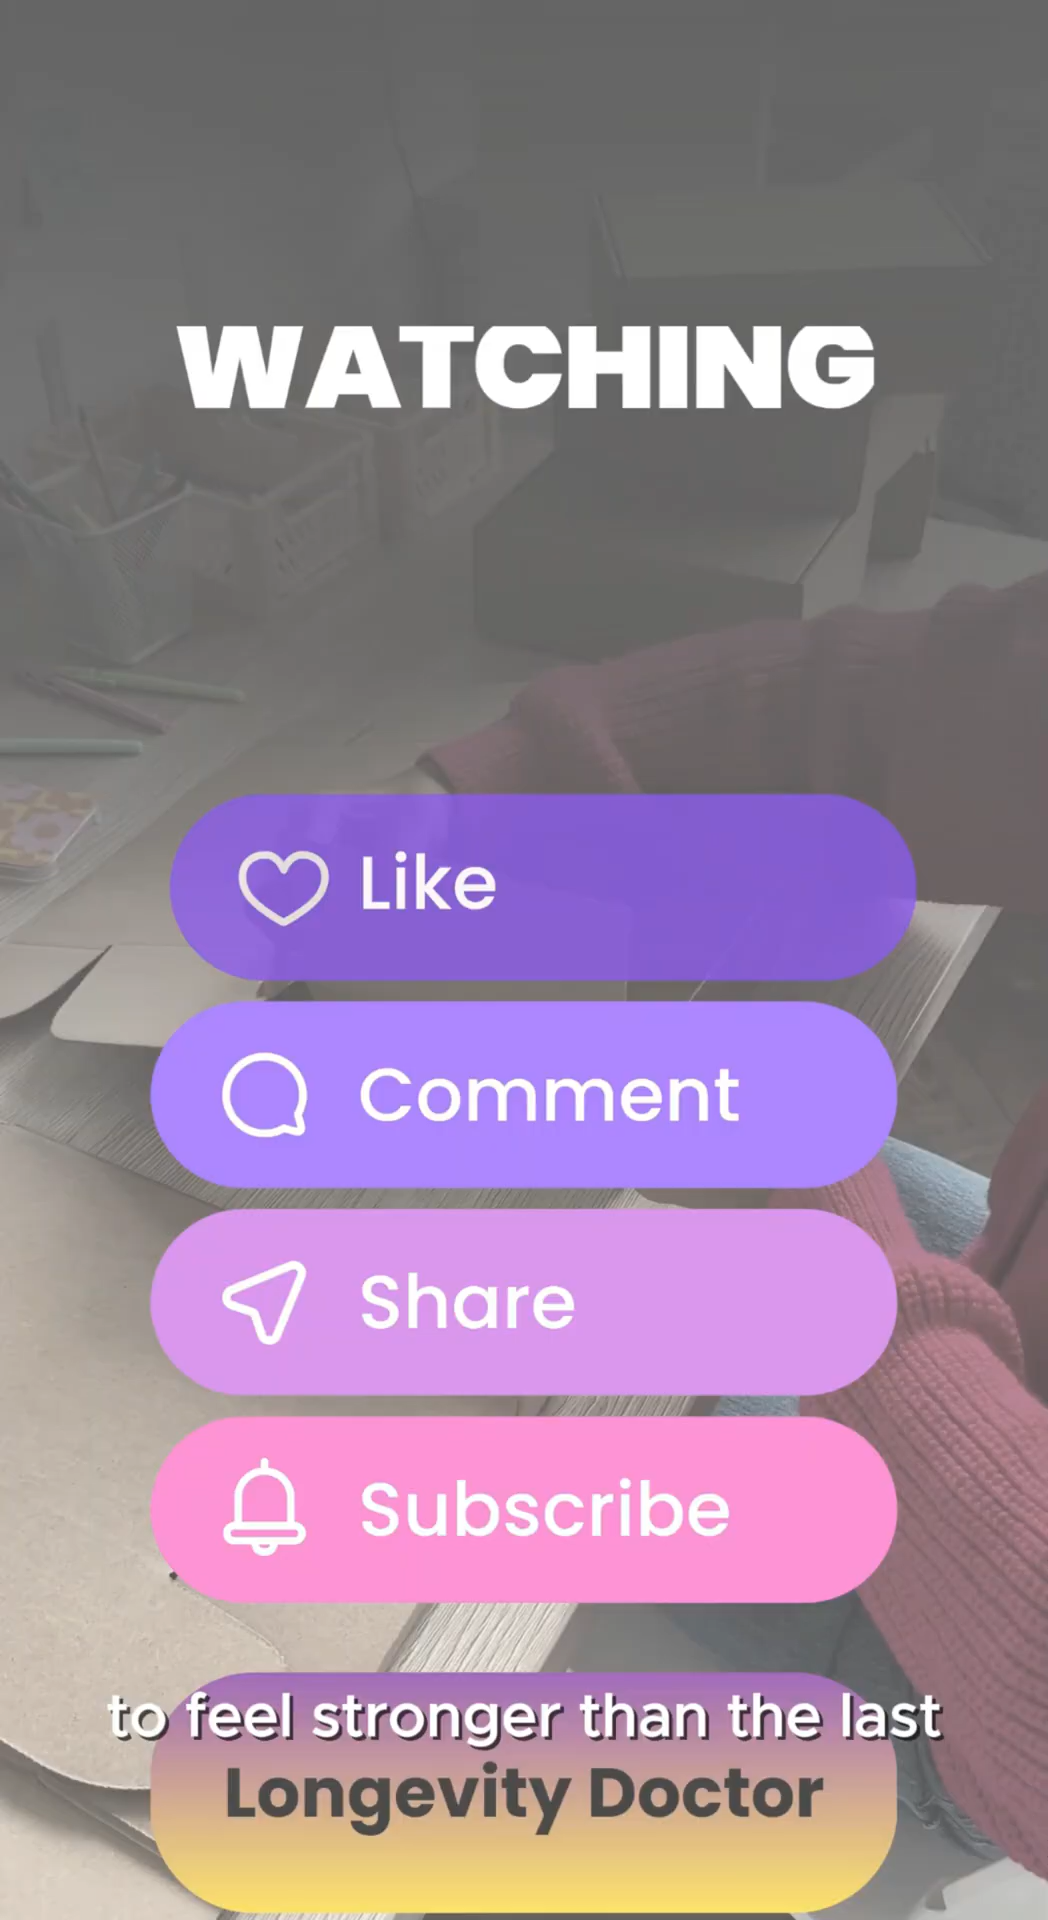 WATCHING
Like
Comment
Share
Subscribe
to feel stronger than the last
Longevity Doctor